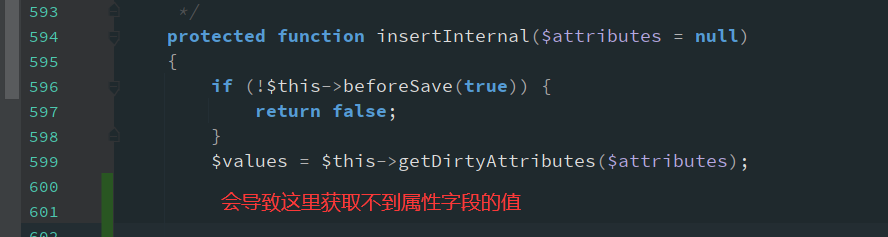 593 */
594 protected function insertInternal($attributes = null)
595 {
596 if (!$this->beforeSave(true)) {
597 return false;
598 }
599 $values = $this->getDirtyAttributes($attributes);
600
会导致这里获取不到属性字段的值
601
602